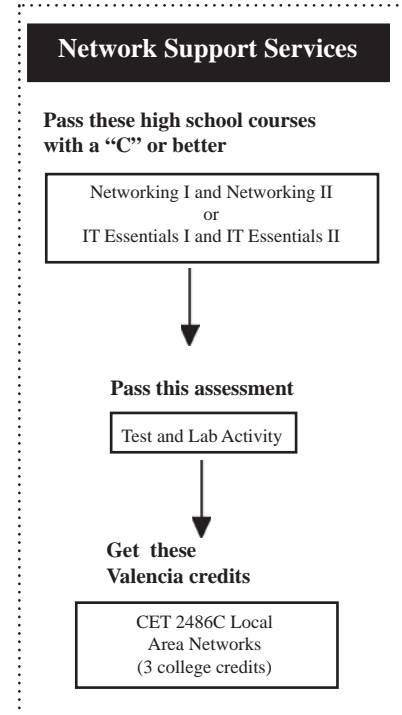 Network Support Services
Pass these high school courses
with a “C” or better
Networking I and Networking II
or
IT Essentials I and IT Essentials II
Pass this assessment
Test and Lab Activity
Get these
Valencia credits
CET 2486C Local
Area Networks
(3 college credits)